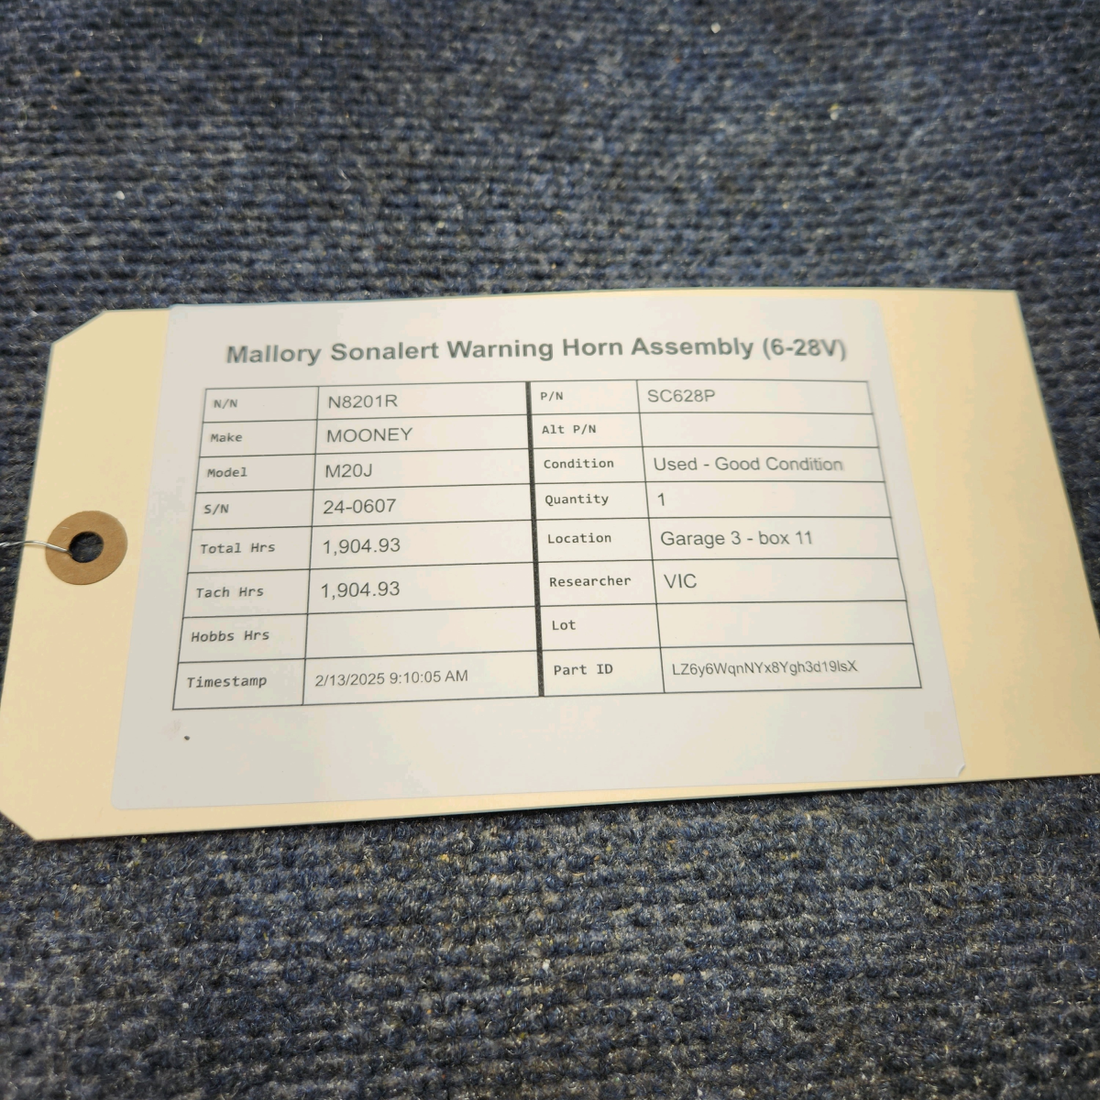 Mallory Sonalert Warning Horn Assembly (6-28V)
N/N N8201R P/N SC628P
Make MOONEY Alt P/N
Model M20J Condition Used - Good Condition
S/N 24-0607 Quantity 1
Total Hrs 1,904.93 Location Garage 3 - box 11
Tach Hrs 1,904.93 Researcher VIC
Hobbs Hrs Lot
Timestamp 2/13/2025 9:10:05 AM Part ID LZ6y6WqnNYx8Ygh3d19lsX